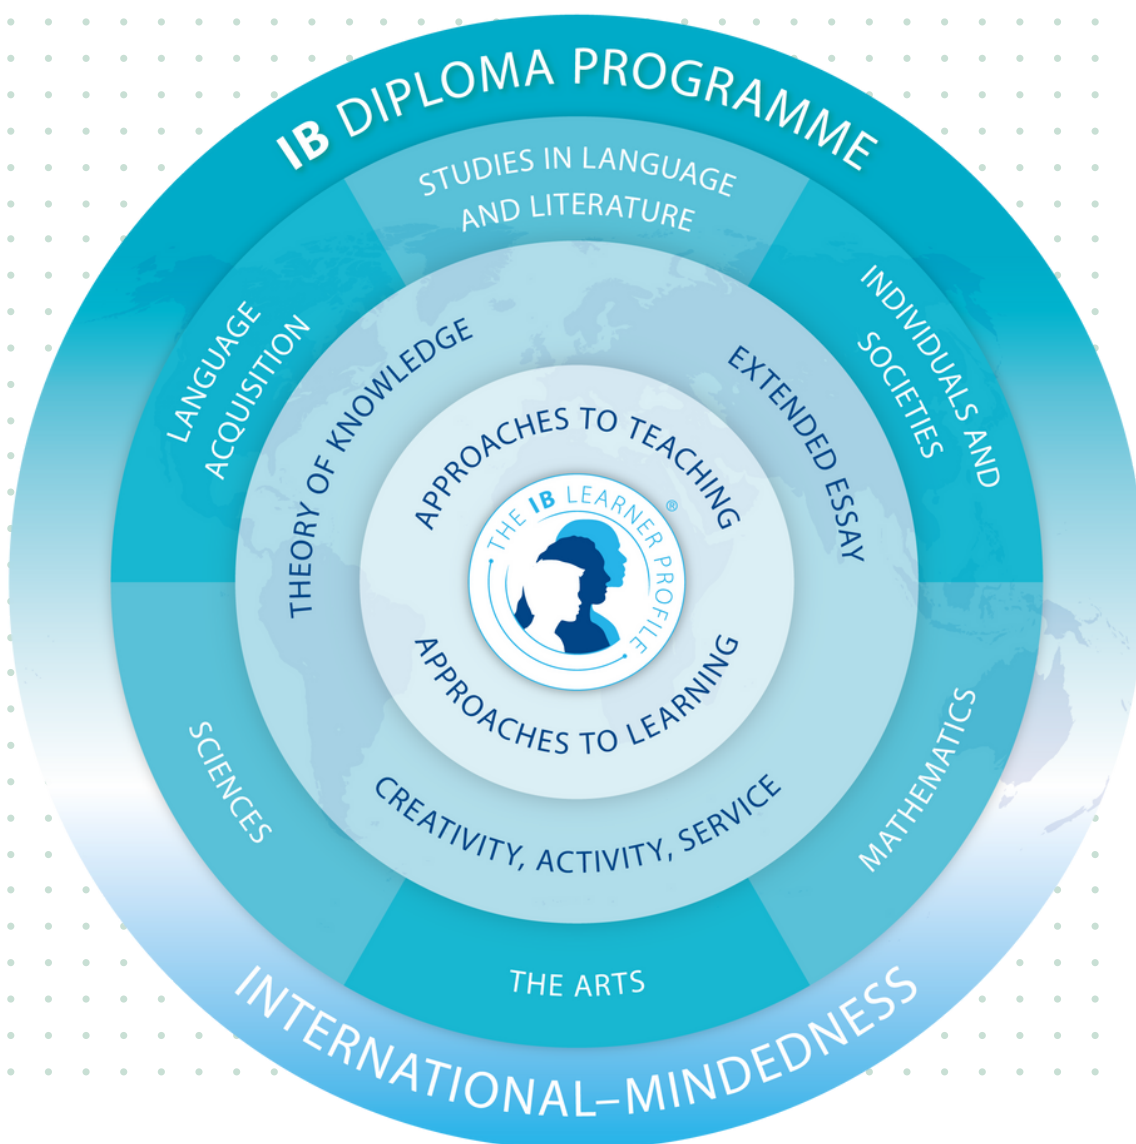 IB DIPLOMA PROGRAMME
STUDIES IN LANGUAGE
AND LITERATURE
LANGUAGE
ACQUISITION
INDIVIDUALS AND
SOCIETIES
THEORY OF KNOWLEDGE
EXTENDED ESSAY
APPROACHES TO TEACHING
THE IB LEARNER PROFILE
®
APPROACHES TO LEARNING
CREATIVITY, ACTIVITY, SERVICE
SCIENCES
MATHEMATICS
THE ARTS
INTERNATIONAL–MINDEDNESS